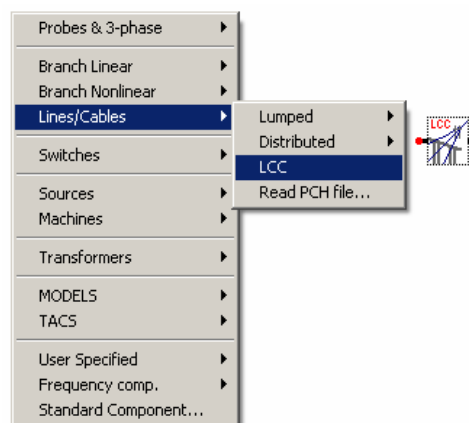 Probes & 3-phase
Branch Linear
Branch Nonlinear
Lines/Cables
Switches
Sources
Machines
Transformers
MODELS
TACS
User Specified
Frequency comp.
Standard Component...
Lumped
Distributed
LCC
Read PCH file...
LCC